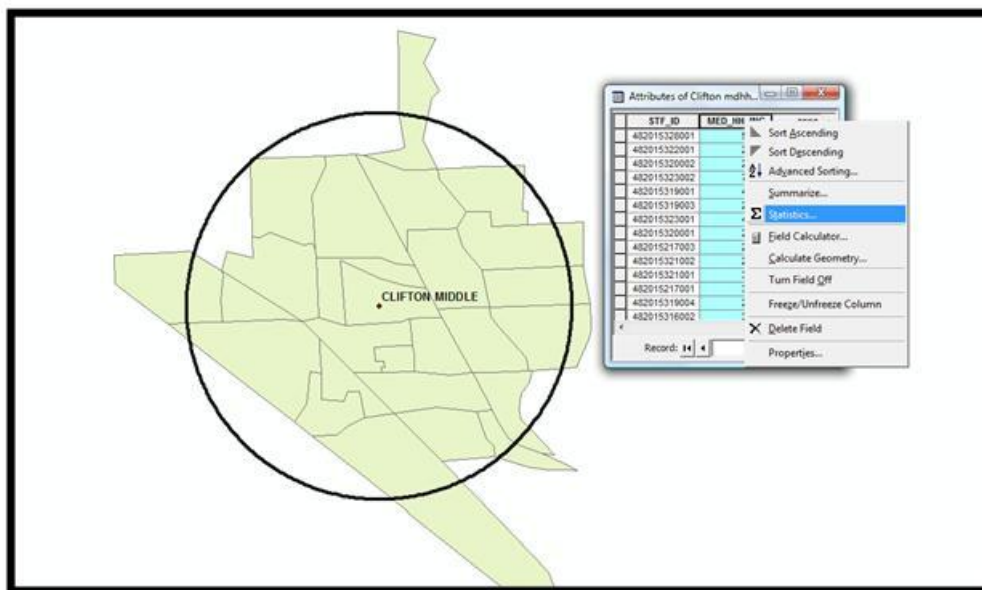 CLIFTON MIDDLE
Attributes of Clifton mdhh...
STF_ID MED_HH
482015328001
482015322001
482015320002
482015323002
482015319001
482015319003
482015323001
482015320001
482015217003
482015321002
482015321001
482015217001
482015319004
482015316002
Record:
Sort Ascending
Sort Descending
Advanced Sorting...
Summarize...
Σ Statistics...
Field Calculator...
Calculate Geometry...
Turn Field Off
Freeze/Unfreeze Column
Delete Field
Properties...